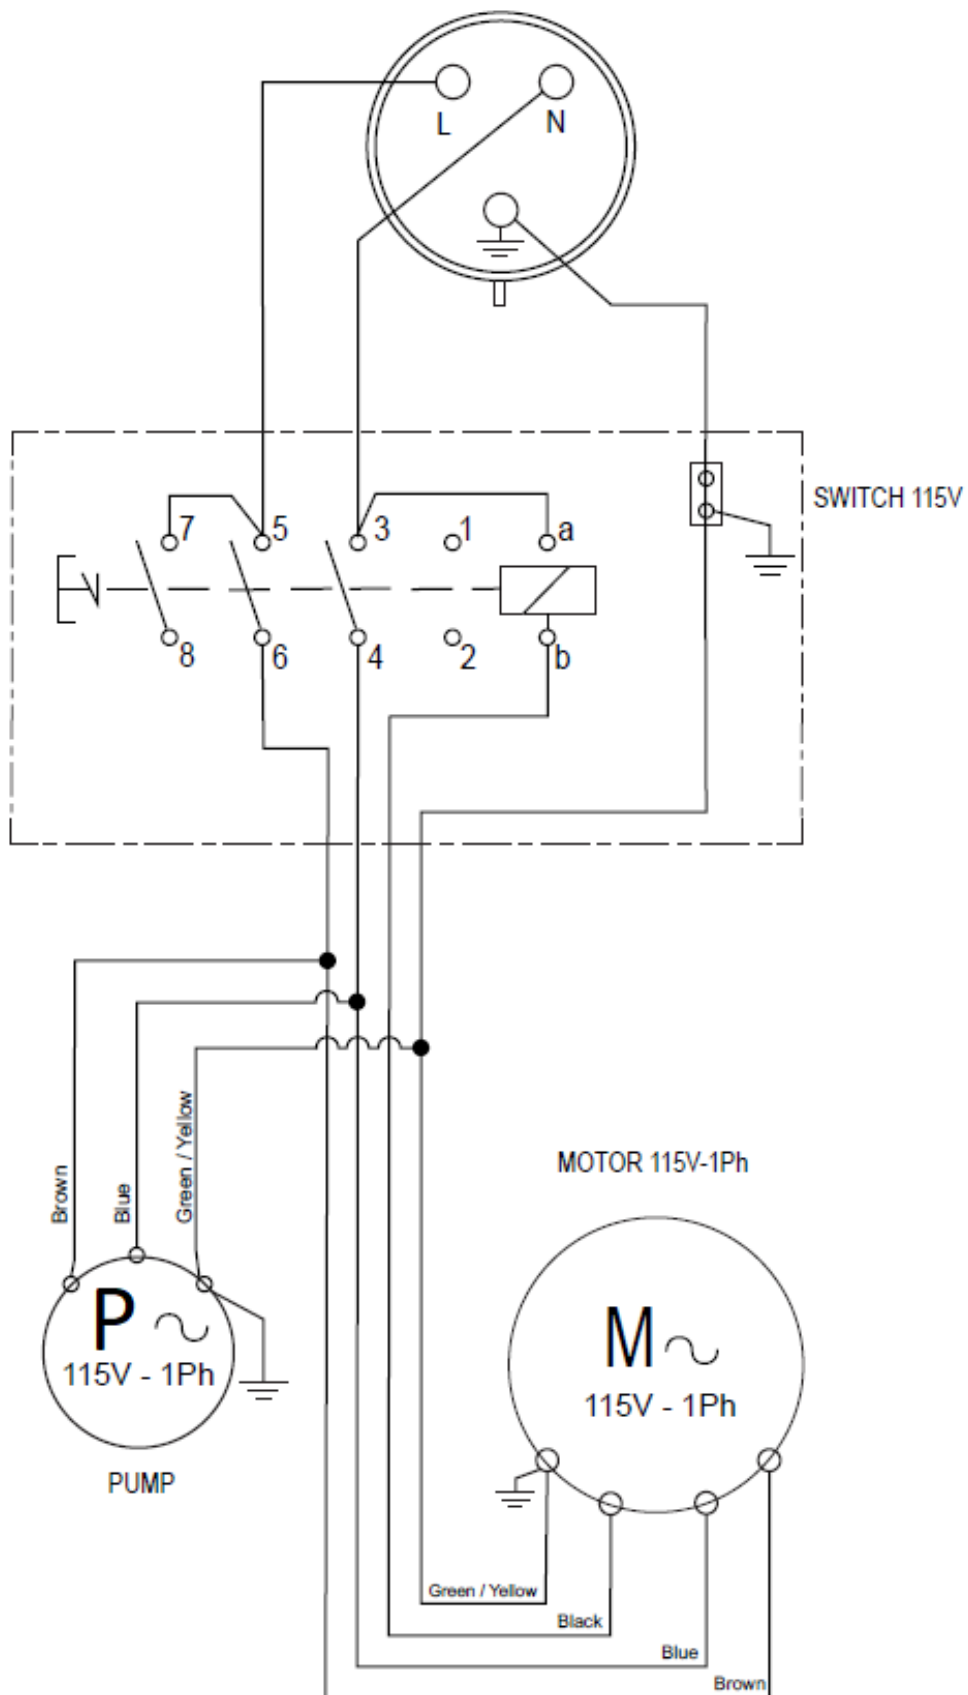 L
N
SWITCH 115V
7
5
3
1
a
8
6
4
2
b
Brown
Blue
Green / Yellow
MOTOR 115V-1Ph
P
115V - 1Ph
M
115V - 1Ph
PUMP
Green / Yellow
Black
Blue
Brown